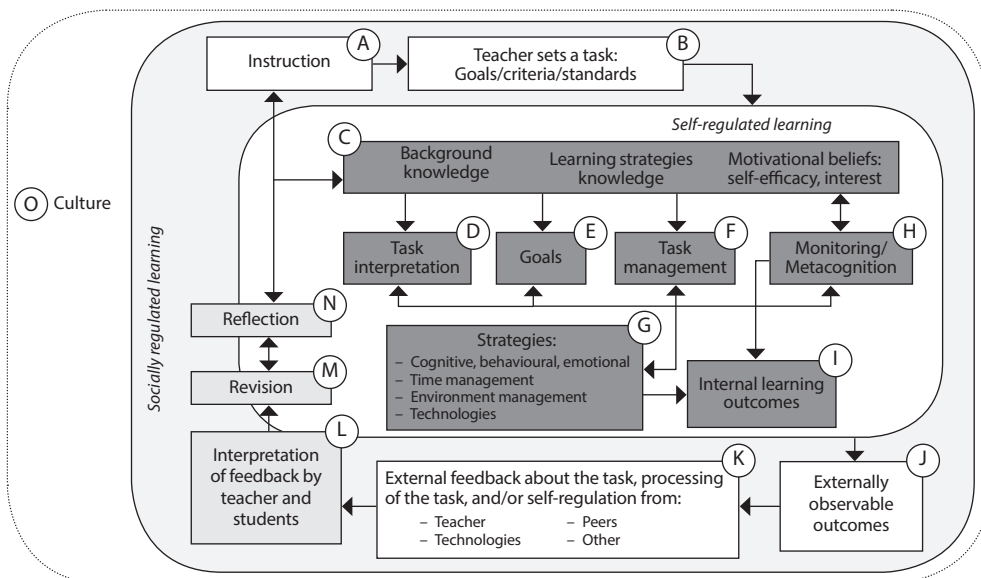 A
Instruction
B
Teacher sets a task:
Goals/criteria/standards
Self-regulated learning
C
Background
knowledge
Learning strategies
knowledge
Motivational beliefs:
self-efficacy, interest
O Culture
D
Task
interpretation
E
Goals
F
Task
management
H
Monitoring/
Metacognition
Socially regulated learning
N
Reflection
G
Strategies:
– Cognitive, behavioural, emotional
– Time management
– Environment management
– Technologies
I
Internal learning
outcomes
M
Revision
L
Interpretation
of feedback by
teacher and
students
K
External feedback about the task, processing
of the task, and/or self-regulation from:
– Teacher – Peers
– Technologies – Other
J
Externally
observable
outcomes